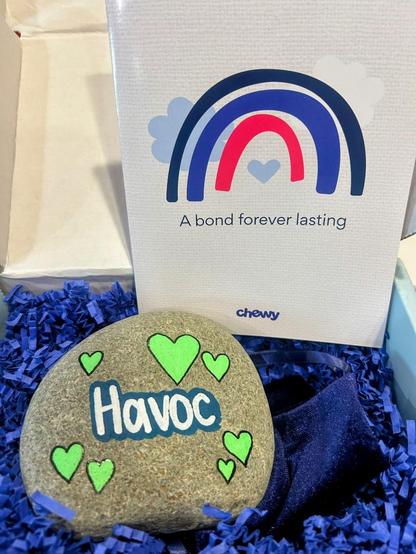 A bond forever lasting
chewy
Havoc